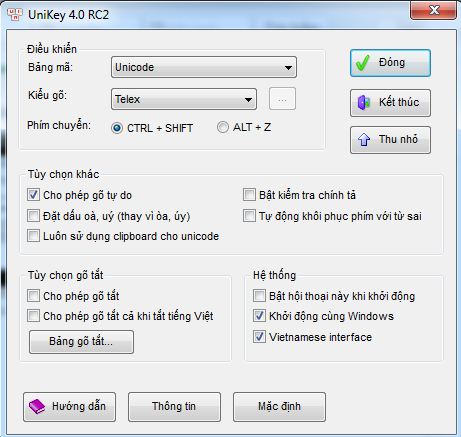 UniKey 4.0 RC2
Điều khiển
Bảng mã: Unicode
Đóng
Kiểu gõ: Telex ...
Kết thúc
Phím chuyển: CTRL + SHIFT ALT + Z
Thu nhỏ
Tùy chọn khác
Cho phép gõ tự do Bật kiểm tra chính tả
Đặt dấu oà, uý (thay vì òa, úy) Tự động khôi phục phím với từ sai
Luôn sử dụng clipboard cho unicode
Tùy chọn gõ tắt Hệ thống
Cho phép gõ tắt Bật hội thoại này khi khởi động
Cho phép gõ tắt cả khi tắt tiếng Việt Khởi động cùng Windows
Bảng gõ tắt... Vietnamese interface
Hướng dẫn Thông tin Mặc định